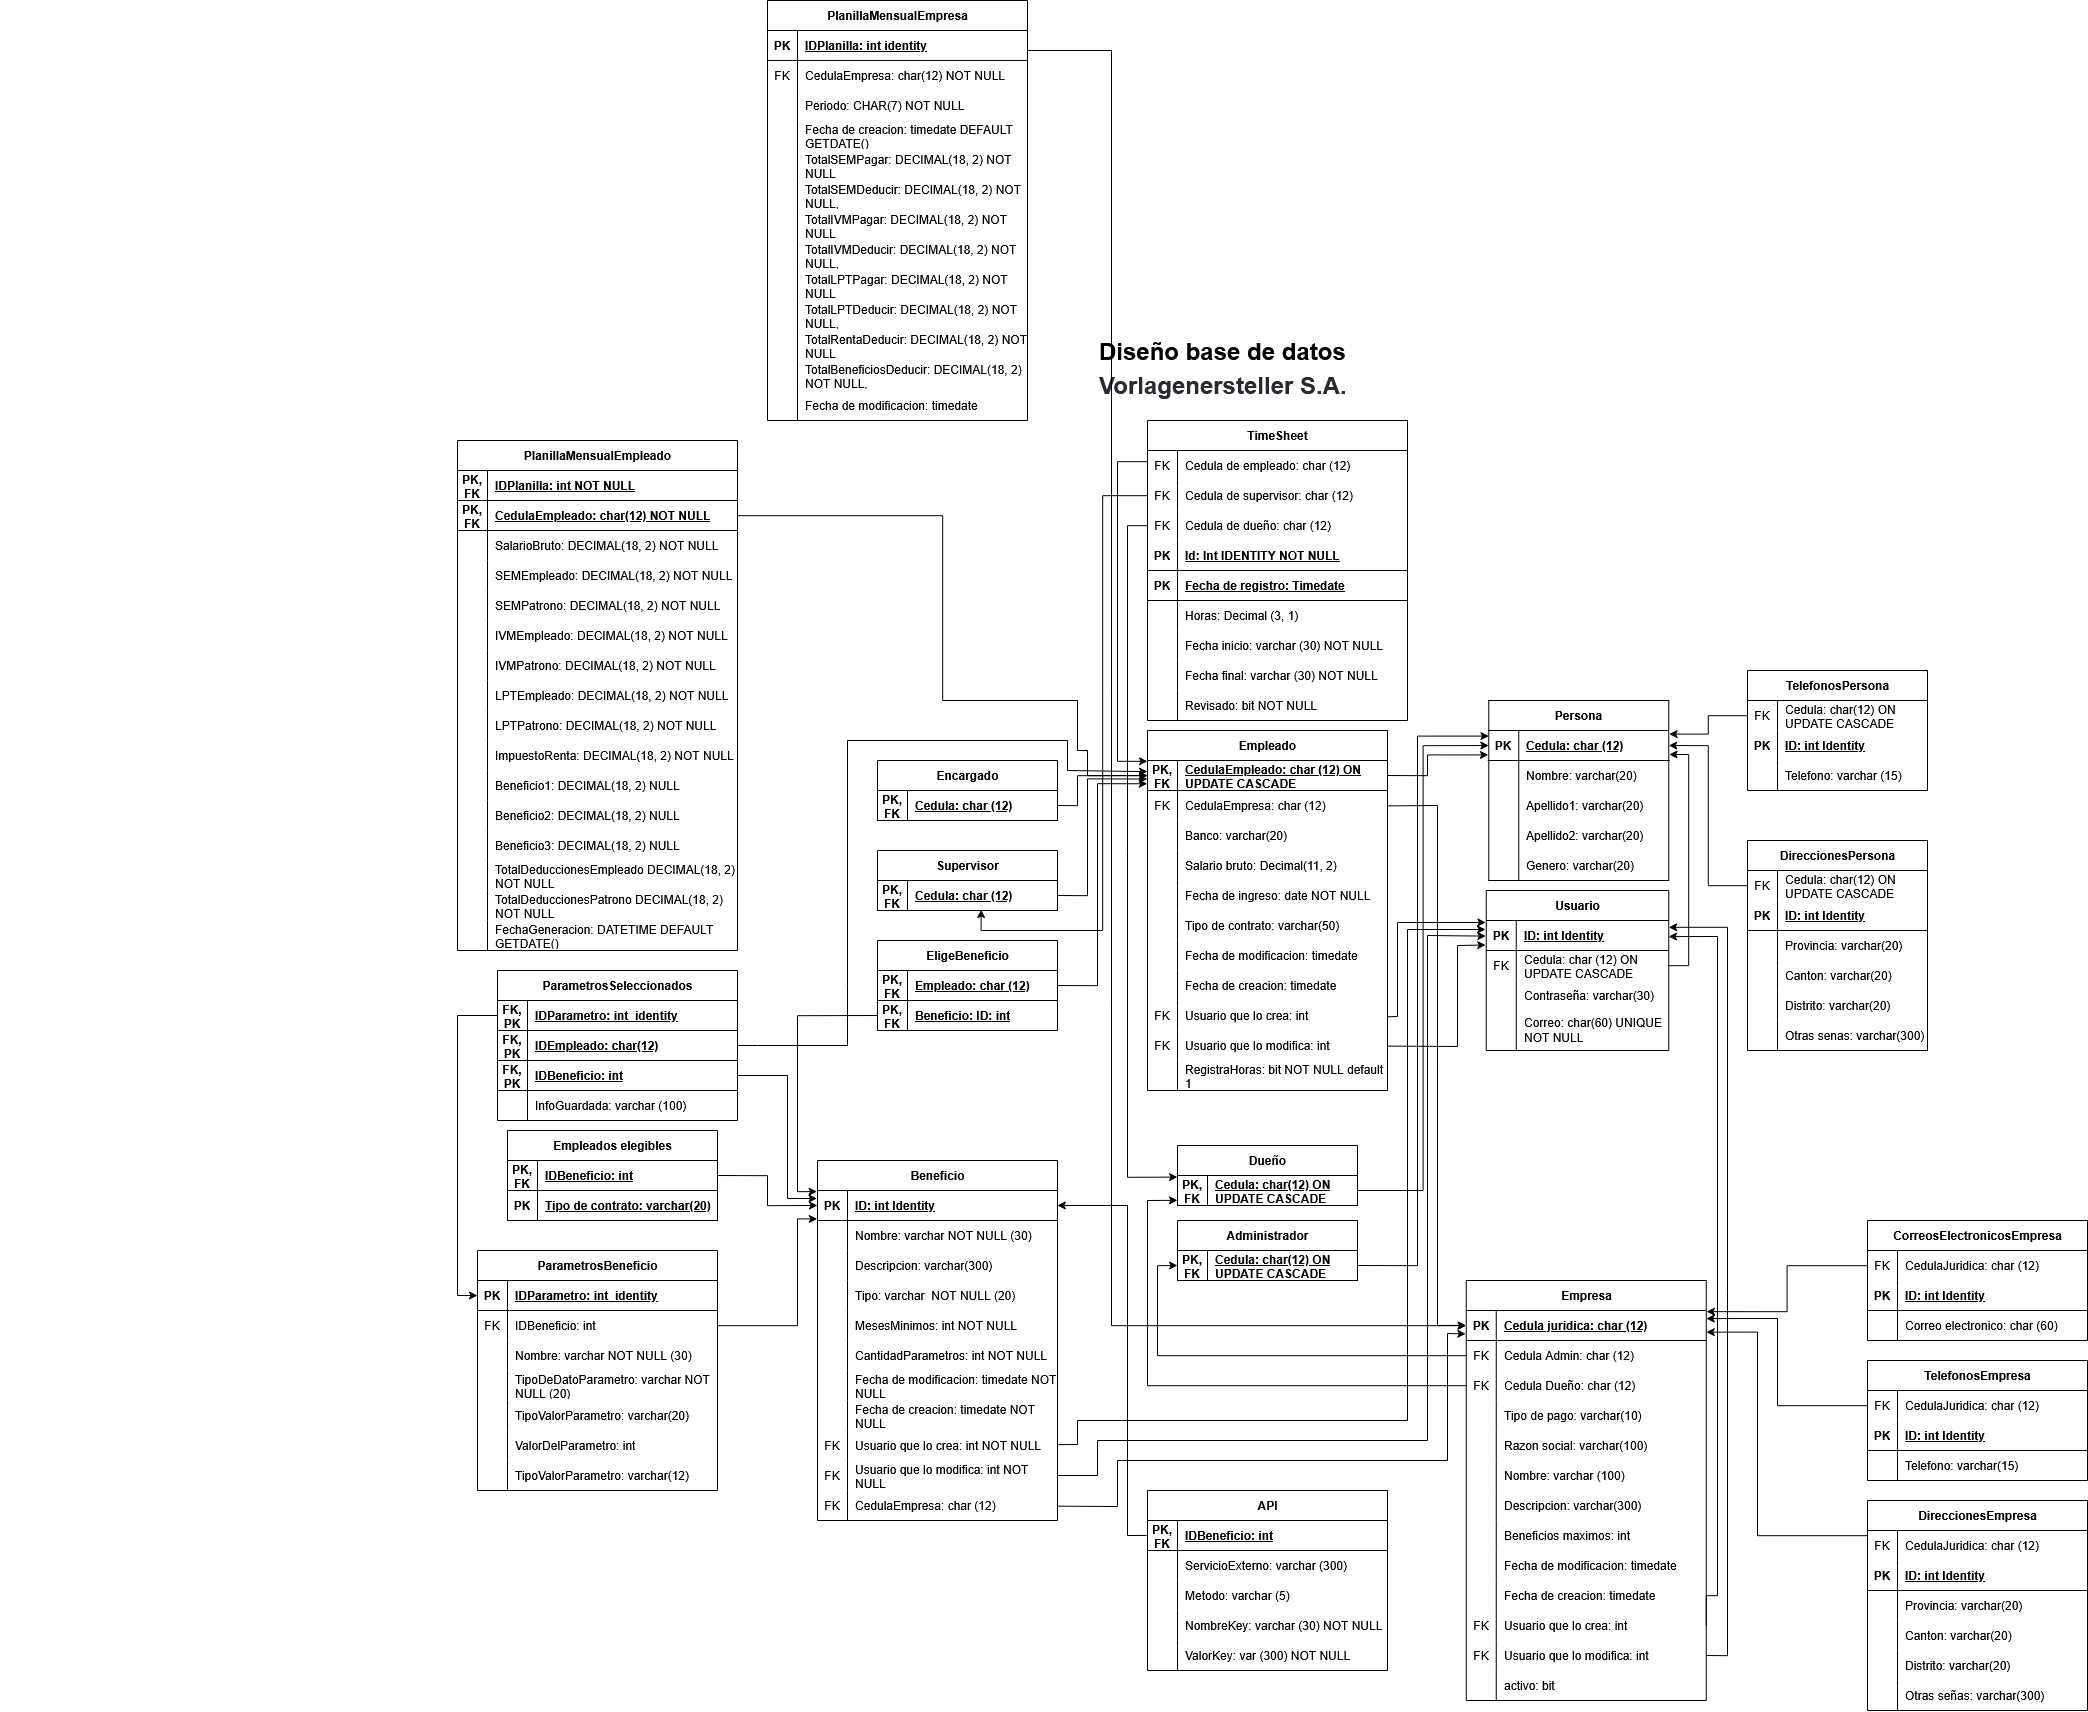 PlanillaMensualEmpresa
PK IDPlanilla: int identity
FK CedulaEmpresa: char(12) NOT NULL
Periodo: CHAR(7) NOT NULL
Fecha de creacion: timedate DEFAULT
GETDATE()
TotalSEMPagar: DECIMAL(18, 2) NOT
NULL
TotalSEMDeducir: DECIMAL(18, 2) NOT
NULL,
TotalIVMPagar: DECIMAL(18, 2) NOT
NULL
TotalIVMDeducir: DECIMAL(18, 2) NOT
NULL,
TotalLPTPagar: DECIMAL(18, 2) NOT
NULL
TotalLPTDeducir: DECIMAL(18, 2) NOT
NULL,
TotalRentaDeducir: DECIMAL(18, 2) NOT
NULL
TotalBeneficiosDeducir: DECIMAL(18, 2)
NOT NULL,
Fecha de modificacion: timedate
Diseño base de datos
Vorlagenersteller S.A.
PlanillaMensualEmpleado
PK, FK IDPlanilla: int NOT NULL
PK, FK CedulaEmpleado: char(12) NOT NULL
SalarioBruto: DECIMAL(18, 2) NOT NULL
SEMEmpleado: DECIMAL(18, 2) NOT NULL
SEMPatrono: DECIMAL(18, 2) NOT NULL
IVMEmpleado: DECIMAL(18, 2) NOT NULL
IVMPatrono: DECIMAL(18, 2) NOT NULL
LPTEmpleado: DECIMAL(18, 2) NOT NULL
LPTPatrono: DECIMAL(18, 2) NOT NULL
ImpuestoRenta: DECIMAL(18, 2) NOT NULL
Beneficio1: DECIMAL(18, 2) NULL
Beneficio2: DECIMAL(18, 2) NULL
Beneficio3: DECIMAL(18, 2) NULL
TotalDeduccionesEmpleado DECIMAL(18, 2)
NOT NULL
TotalDeduccionesPatrono DECIMAL(18, 2)
NOT NULL
FechaGeneracion: DATETIME DEFAULT
GETDATE()
TimeSheet
FK Cedula de empleado: char (12)
FK Cedula de supervisor: char (12)
FK Cedula de dueño: char (12)
PK Id: Int IDENTITY NOT NULL
PK Fecha de registro: Timedate
Horas: Decimal (3, 1)
Fecha inicio: varchar (30) NOT NULL
Fecha final: varchar (30) NOT NULL
Revisado: bit NOT NULL
Encargado
PK, FK Cedula: char (12)
Supervisor
PK, FK Cedula: char (12)
EligeBeneficio
PK, FK Empleado: char (12)
PK, FK Beneficio: ID: int
Empleado
PK, FK CedulaEmpleado: char (12) ON
UPDATE CASCADE
FK CedulaEmpresa: char (12)
Banco: varchar(20)
Salario bruto: Decimal(11, 2)
Fecha de ingreso: date NOT NULL
Tipo de contrato: varchar(50)
Fecha de modificacion: timedate
Fecha de creacion: timedate
FK Usuario que lo crea: int
FK Usuario que lo modifica: int
RegistraHoras: bit NOT NULL default
1
Persona
PK Cedula: char (12)
Nombre: varchar(20)
Apellido1: varchar(20)
Apellido2: varchar(20)
Genero: varchar(20)
Usuario
PK ID: int Identity
FK Cedula: char (12) ON
UPDATE CASCADE
Contraseña: varchar(30)
Correo: char(60) UNIQUE
NOT NULL
TelefonosPersona
FK Cedula: char(12) ON
UPDATE CASCADE
PK ID: int Identity
Telefono: varchar (15)
DireccionesPersona
FK Cedula: char(12) ON
UPDATE CASCADE
PK ID: int Identity
Provincia: varchar(20)
Canton: varchar(20)
Distrito: varchar(20)
Otras senas: varchar(300)
ParametrosSeleccionados
FK, PK IDParametro: int identity
FK, PK IDEmpleado: char(12)
FK, PK IDBeneficio: int
InfoGuardada: varchar (100)
Empleados elegibles
PK, FK IDBeneficio: int
PK Tipo de contrato: varchar(20)
ParametrosBeneficio
PK IDParametro: int identity
FK IDBeneficio: int
Nombre: varchar NOT NULL (30)
TipoDeDatoParametro: varchar NOT
NULL (20)
TipoValorParametro: varchar(20)
ValorDelParametro: int
TipoValorParametro: varchar(12)
Beneficio
PK ID: int Identity
Nombre: varchar NOT NULL (30)
Descripcion: varchar(300)
Tipo: varchar NOT NULL (20)
MesesMinimos: int NOT NULL
CantidadParametros: int NOT NULL
Fecha de modificacion: timedate NOT
NULL
Fecha de creacion: timedate NOT
NULL
FK Usuario que lo crea: int NOT NULL
FK Usuario que lo modifica: int NOT
NULL
FK CedulaEmpresa: char (12)
Dueño
PK, FK Cedula: char(12) ON
UPDATE CASCADE
Administrador
PK, FK Cedula: char(12) ON
UPDATE CASCADE
API
PK, FK IDBeneficio: int
ServicioExterno: varchar (300)
Metodo: varchar (5)
NombreKey: varchar (30) NOT NULL
ValorKey: var (300) NOT NULL
Empresa
PK Cedula juridica: char (12)
FK Cedula Admin: char (12)
FK Cedula Dueño: char (12)
Tipo de pago: varchar(10)
Razon social: varchar(100)
Nombre: varchar (100)
Descripcion: varchar(300)
Beneficios maximos: int
Fecha de modificacion: timedate
Fecha de creacion: timedate
FK Usuario que lo crea: int
FK Usuario que lo modifica: int
activo: bit
CorreosElectronicosEmpresa
FK CedulaJuridica: char (12)
PK ID: int Identity
Correo electronico: char (60)
TelefonosEmpresa
FK CedulaJuridica: char (12)
PK ID: int Identity
Telefono: varchar(15)
DireccionesEmpresa
FK CedulaJuridica: char (12)
PK ID: int Identity
Provincia: varchar(20)
Canton: varchar(20)
Distrito: varchar(20)
Otras señas: varchar(300)